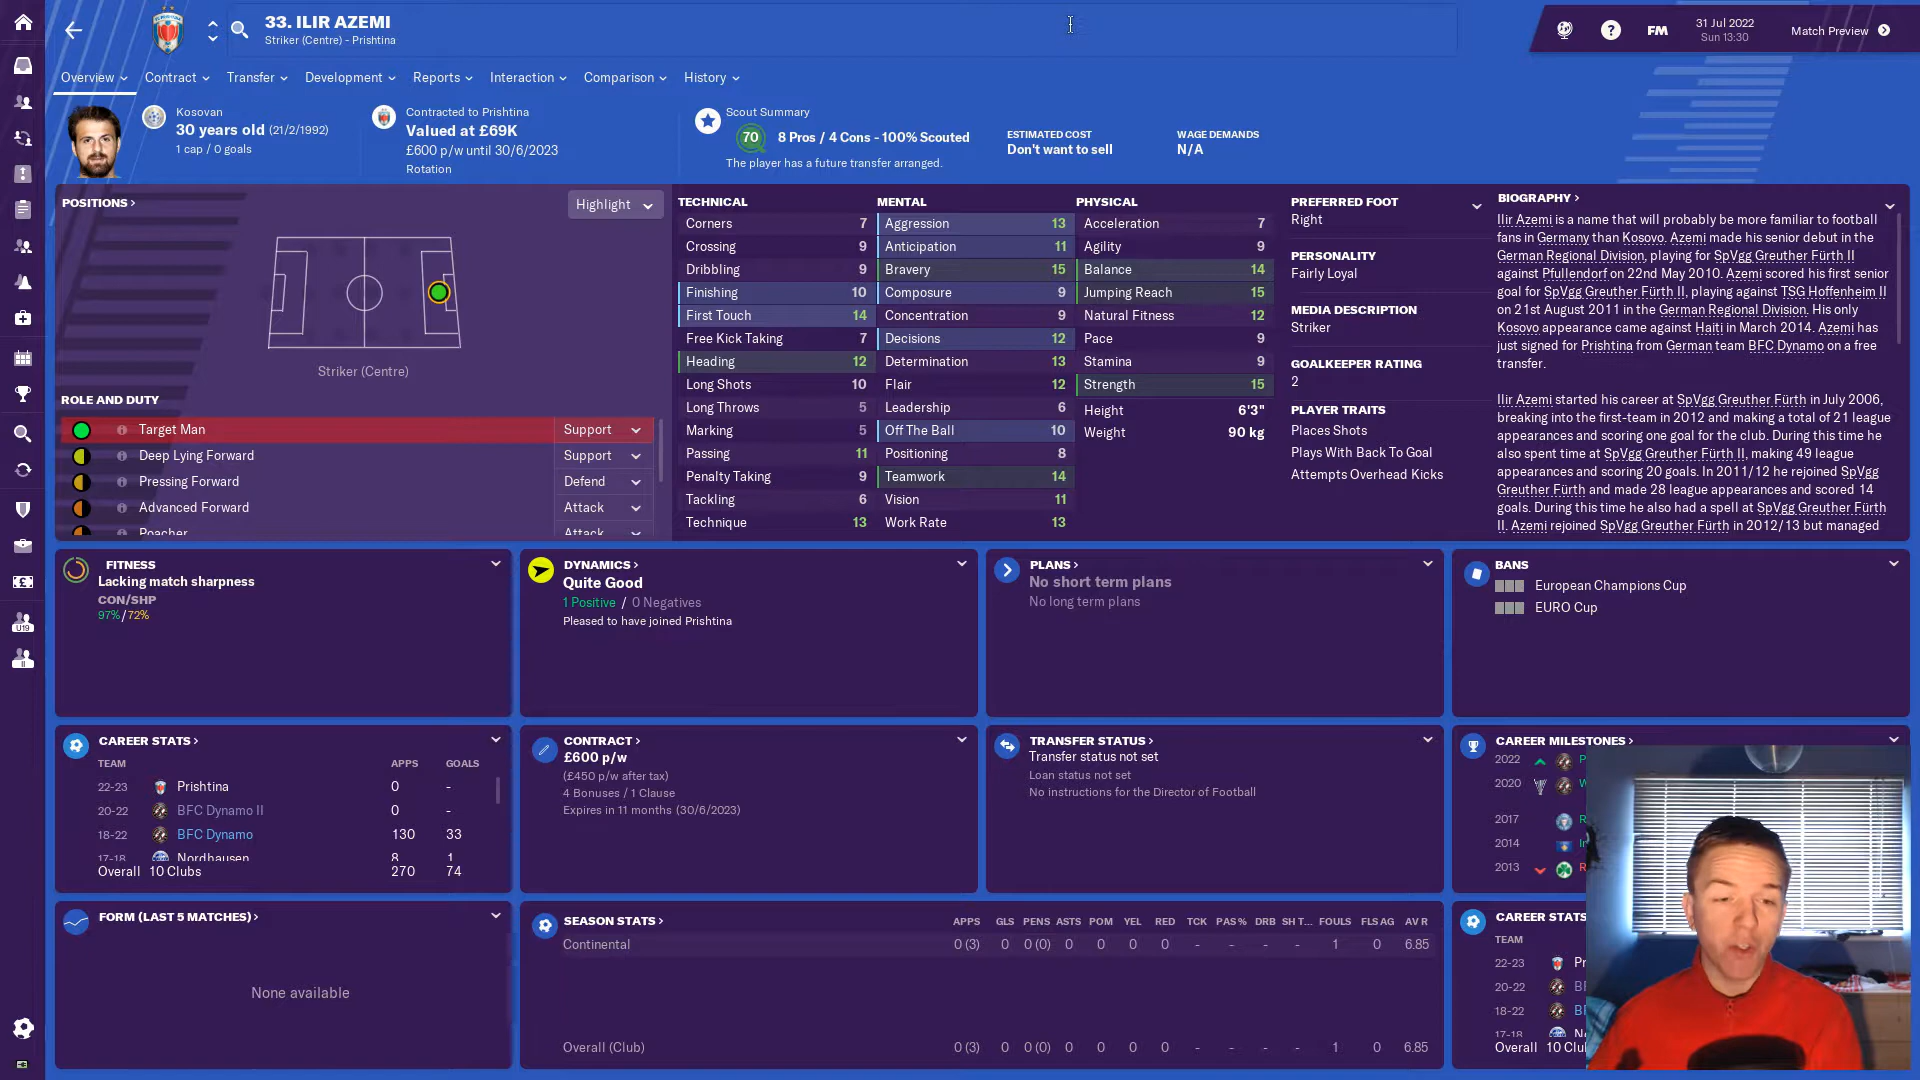 33. ILIR AZEMI
Striker (Centre) - Prishtina
FM
31 Jul 2022
Sun 13:30
Match Preview
Overview
Contract
Transfer
Development
Reports
Interaction
Comparison
History
Kosovan
30 years old (21/2/1992)
1 cap / 0 goals
Contracted to Prishtina
Valued at £69K
£600 p/w until 30/6/2023
Rotation
Scout Summary
70
8 Pros / 4 Cons - 100% Scouted
The player has a future transfer arranged.
ESTIMATED COST
Don't want to sell
WAGE DEMANDS
N/A
POSITIONS >
Highlight
Striker (Centre)
ROLE AND DUTY
Target Man Support
Deep Lying Forward Support
Pressing Forward Defend
Advanced Forward Attack
Poacher Attack
TECHNICAL
Corners 7
Crossing 9
Dribbling 9
Finishing 10
First Touch 14
Free Kick Taking 7
Heading 12
Long Shots 10
Long Throws 5
Marking 5
Passing 11
Penalty Taking 9
Tackling 6
Technique 13
MENTAL
Aggression 13
Anticipation 11
Bravery 15
Composure 9
Concentration 9
Decisions 12
Determination 13
Flair 12
Leadership 6
Off The Ball 10
Positioning 8
Teamwork 14
Vision 11
Work Rate 13
PHYSICAL
Acceleration 7
Agility 9
Balance 14
Jumping Reach 15
Natural Fitness 12
Pace 9
Stamina 9
Strength 15
Height 6'3"
Weight 90 kg
PREFERRED FOOT
Right
PERSONALITY
Fairly Loyal
MEDIA DESCRIPTION
Striker
GOALKEEPER RATING
2
PLAYER TRAITS
Places Shots
Plays With Back To Goal
Attempts Overhead Kicks
BIOGRAPHY >
Ilir Azemi is a name that will probably be more familiar to football
fans in Germany than Kosovo. Azemi made his senior debut in the
German Regional Division, playing for SpVgg Greuther Fürth II
against Pfullendorf on 22nd May 2010. Azemi scored his first senior
goal for SpVgg Greuther Fürth II, playing against TSG Hoffenheim II
on 21st August 2011 in the German Regional Division. His only
Kosovo appearance came against Haiti in March 2014. Azemi has
just signed for Prishtina from German team BFC Dynamo on a free
transfer.
Ilir Azemi started his career at SpVgg Greuther Fürth in July 2006,
breaking into the first-team in 2012 and making a total of 21 league
appearances and scoring one goal for the club. During this time he
also spent time at SpVgg Greuther Fürth II, making 49 league
appearances and scoring 20 goals. In 2011/12 he rejoined SpVgg
Greuther Fürth and made 28 league appearances and scored 14
goals. During this time he also had a spell at SpVgg Greuther Fürth
II. Azemi rejoined SpVgg Greuther Fürth in 2012/13 but managed
FITNESS
Lacking match sharpness
CON/SHP
97%/72%
DYNAMICS >
Quite Good
1 Positive / 0 Negatives
Pleased to have joined Prishtina
PLANS >
No short term plans
No long term plans
BANS
European Champions Cup
EURO Cup
CAREER STATS >
TEAM APPS GOALS
22-23 Prishtina 0 -
20-22 BFC Dynamo II 0 -
18-22 BFC Dynamo 130 33
17-18 Nordhausen 8 1
Overall 10 Clubs 270 74
CONTRACT >
£600 p/w
(£450 p/w after tax)
4 Bonuses / 1 Clause
Expires in 11 months (30/6/2023)
TRANSFER STATUS >
Transfer status not set
Loan status not set
No instructions for the Director of Football
CAREER MILESTONES >
2022
2020
2017
2014
2013
FORM (LAST 5 MATCHES) >
None available
SEASON STATS >
APPS GLS PENS ASTS POM YEL RED TCK PAS % DRB SH T... FOULS FLS AG AV R
Continental 0 (3) 0 0 (0) 0 0 0 0 - - - - 1 0 6.85
Overall (Club) 0 (3) 0 0 (0) 0 0 0 0 - - - - 1 0 6.85
CAREER STATS
TEAM
22-23 Pr
20-22 BF
18-22 BF
17-18 No
Overall 10 Clu
U19
II